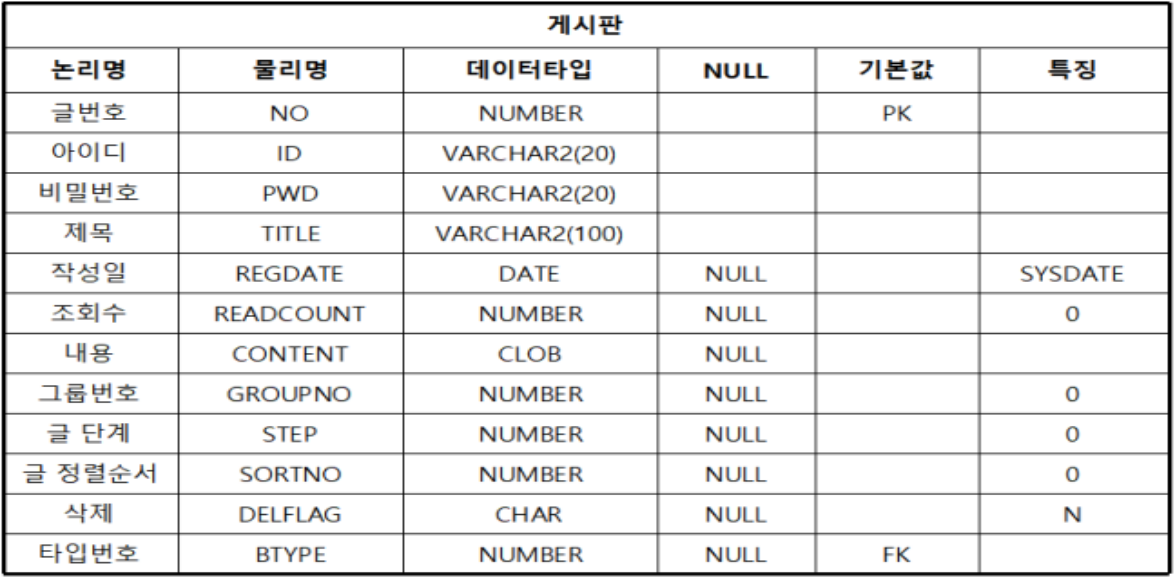 게시판
논리명 물리명 데이터타입 NULL 기본값 특징
글번호 NO NUMBER PK
아이디 ID VARCHAR2(20)
비밀번호 PWD VARCHAR2(20)
제목 TITLE VARCHAR2(100)
작성일 REGDATE DATE NULL SYSDATE
조회수 READCOUNT NUMBER NULL 0
내용 CONTENT CLOB NULL
그룹번호 GROUPNO NUMBER NULL 0
글 단계 STEP NUMBER NULL 0
글 정렬순서 SORTNO NUMBER NULL 0
삭제 DELFLAG CHAR NULL N
타입번호 BTYPE NUMBER NULL FK